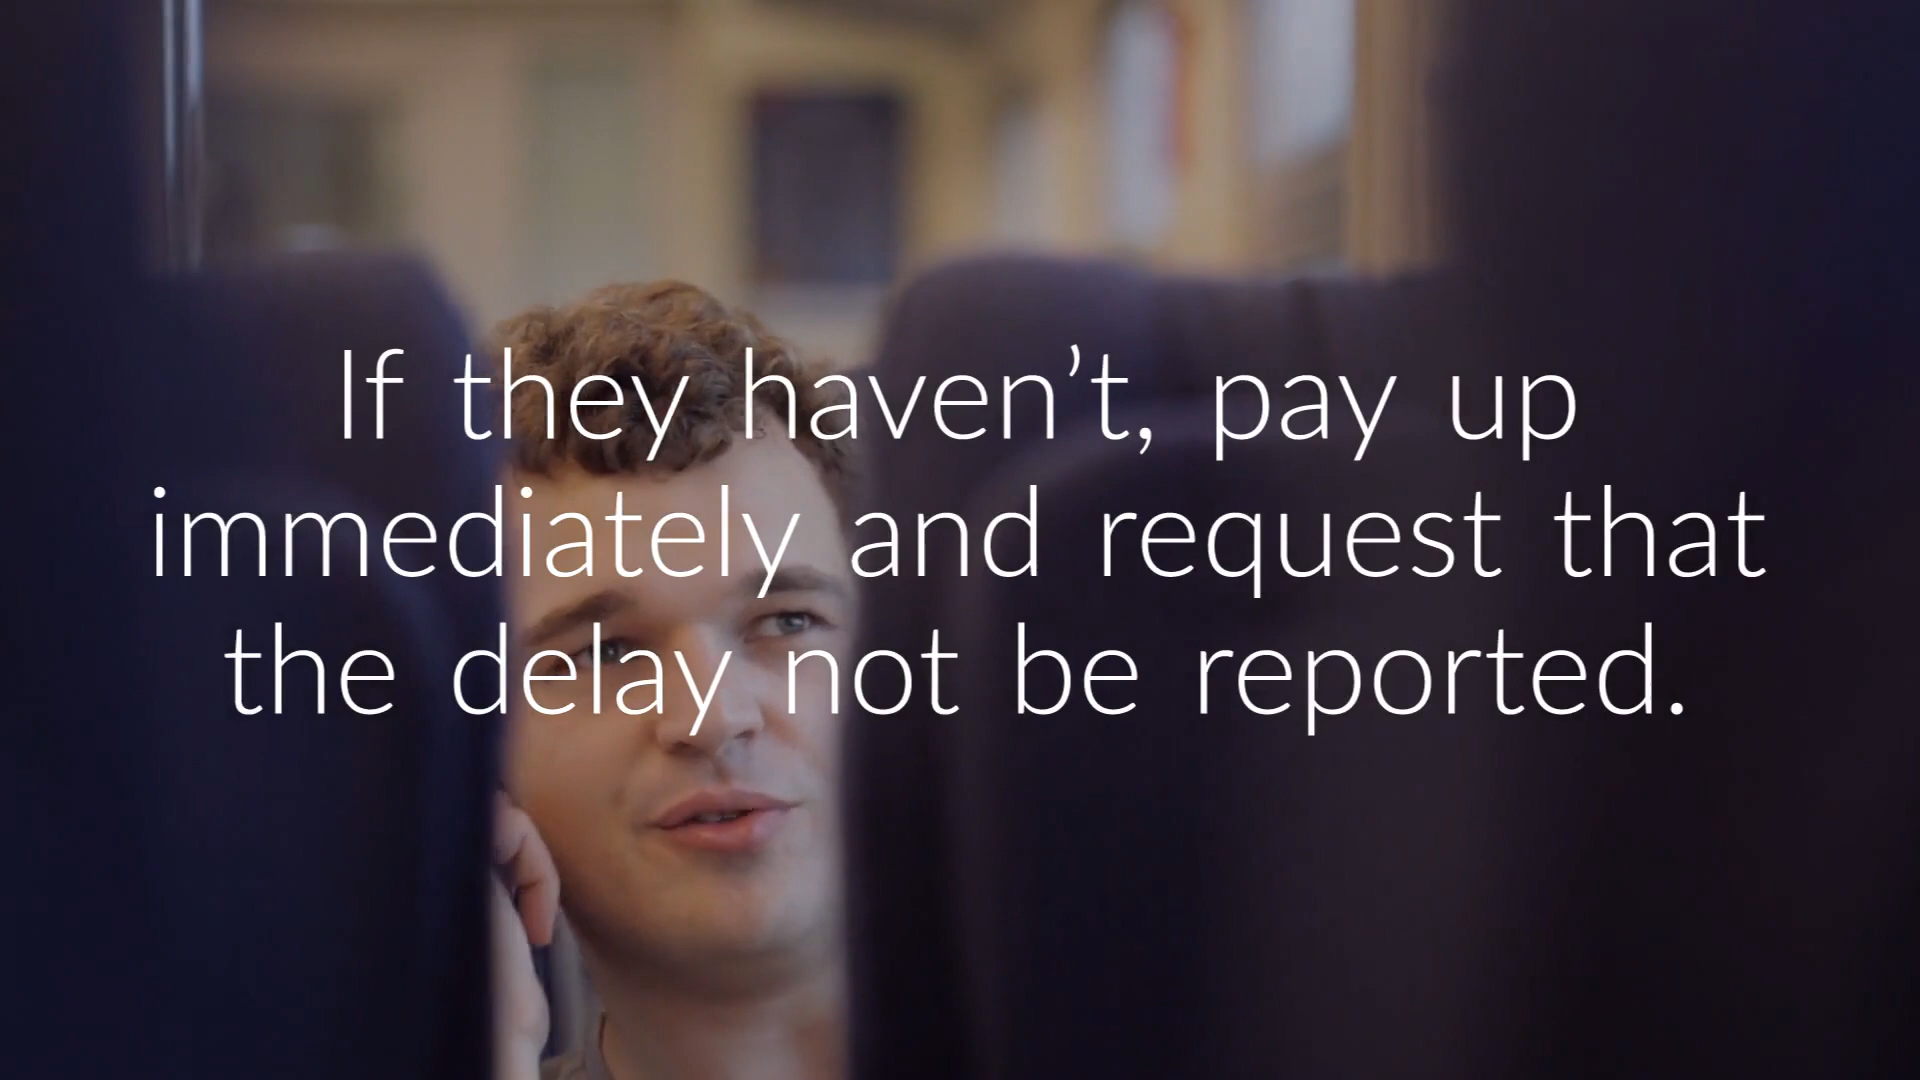 If they haven’t, pay up
immediately and request that
the delay not be reported.